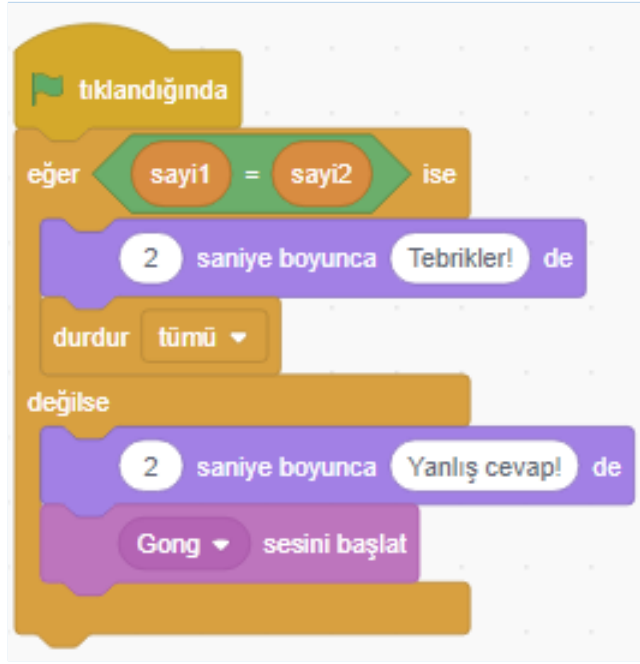 tıklandığında
eğer sayi1 = sayi2 ise
2 saniye boyunca Tebrikler! de
durdur tümü
değilse
2 saniye boyunca Yanlış cevap! de
Gong sesini başlat